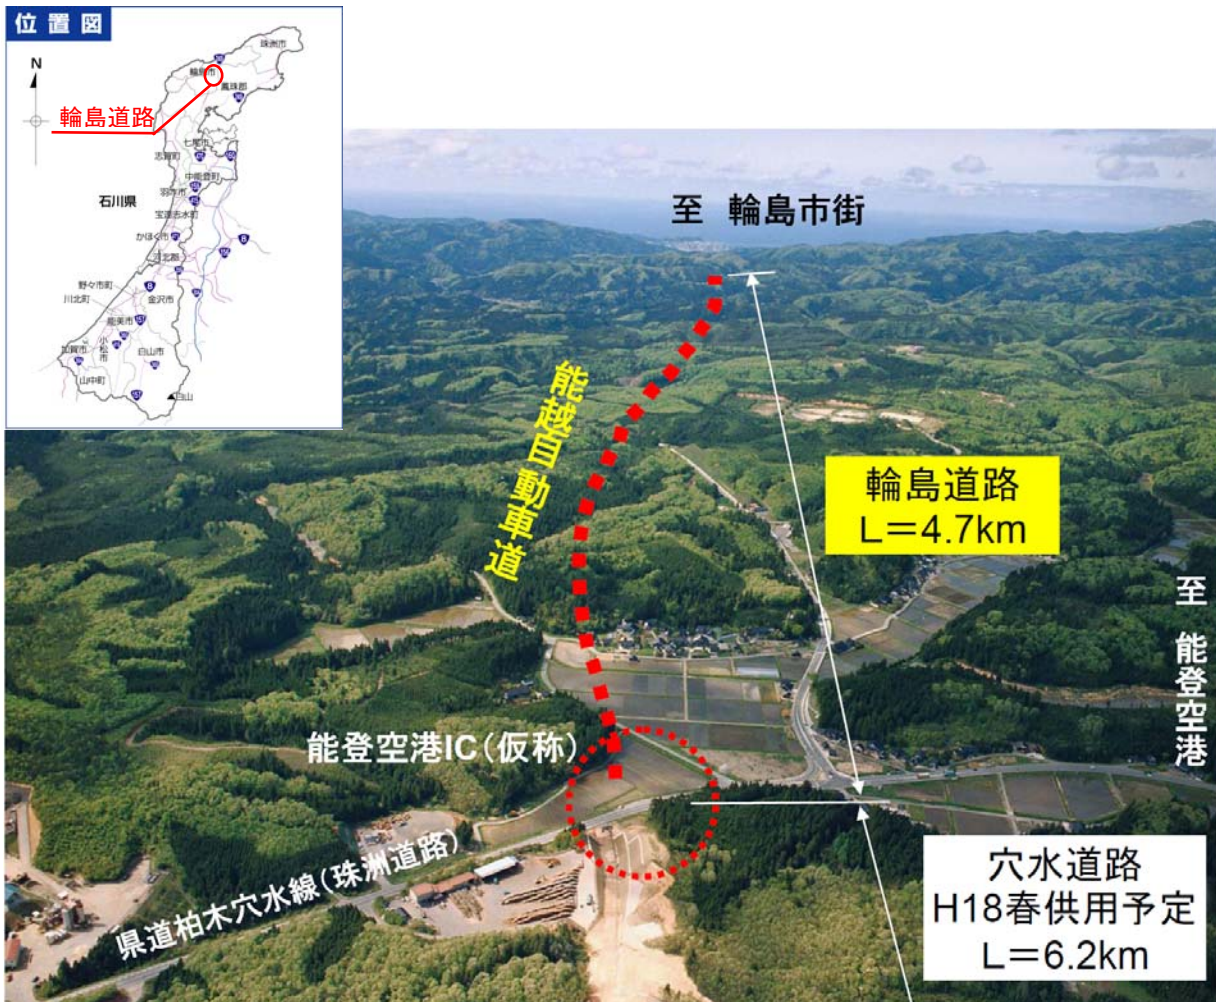 位置図
N
珠洲市
輪島市
鳳珠郡
輪島道路
七尾市
志賀町
中能登町
羽咋市
石川県
宝達志水町
かほく市
河北郡
8
野々市町
8
川北町
金沢市
能美市
157
小松市
加賀市
白山市
山中町
157
白山
至 輪島市街
能越自動車道
輪島道路
L=4.7km
至 能登空港
能登空港IC(仮称)
県道柏木穴水線(珠洲道路)
穴水道路
H18春供用予定
L=6.2km